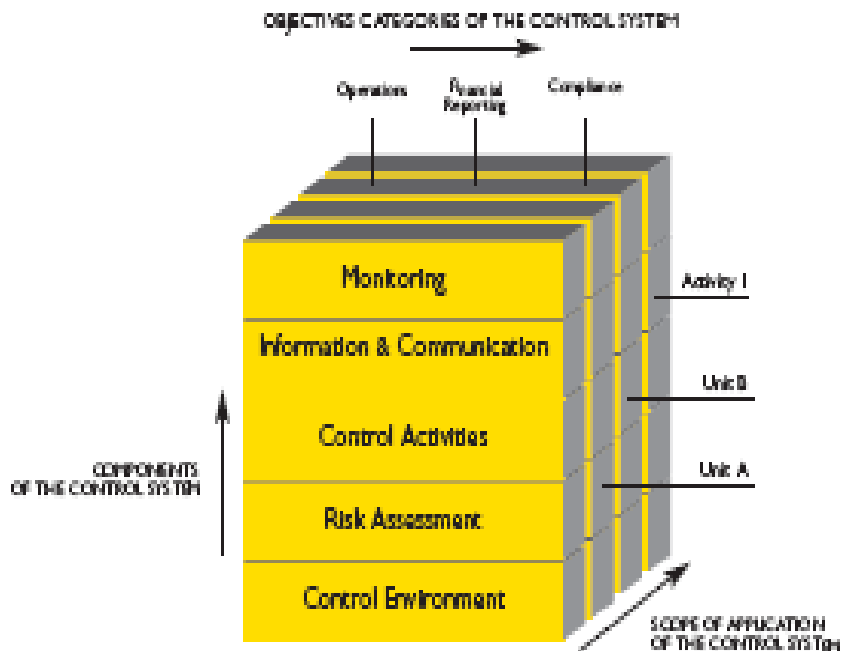 OBJECTIVES CATEGORIES OF THE CONTROL SYSTEM
Operations
Financial
Reporting
Compliance
Monitoring
Information & Communication
Control Activities
Risk Assessment
Control Environment
Activity 1
Unit B
Unit A
COMPONENTS
OF THE CONTROL SYSTEM
SCOPE OF APPLICATION
OF THE CONTROL SYSTEM